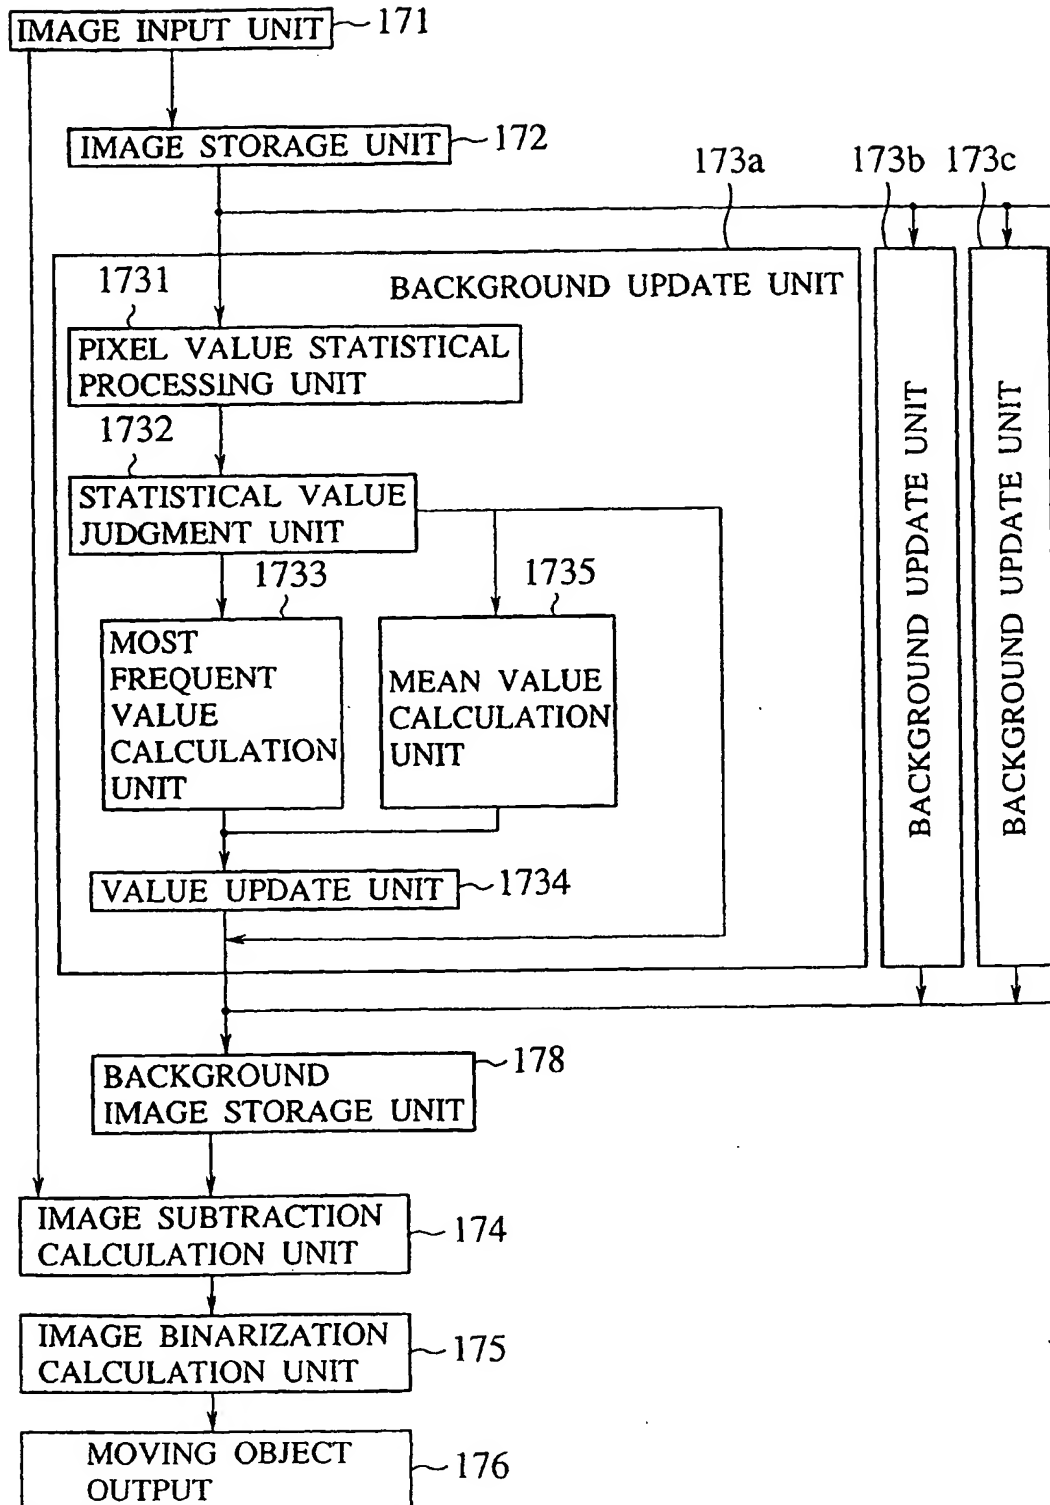 IMAGE INPUT UNIT
171
IMAGE STORAGE UNIT
172
173a
173b
173c
BACKGROUND UPDATE UNIT
1731
PIXEL VALUE STATISTICAL
PROCESSING UNIT
1732
STATISTICAL VALUE
JUDGMENT UNIT
1733
MOST
FREQUENT
VALUE
CALCULATION
UNIT
1735
MEAN VALUE
CALCULATION
UNIT
VALUE UPDATE UNIT
1734
BACKGROUND UPDATE UNIT
BACKGROUND UPDATE UNIT
BACKGROUND
IMAGE STORAGE UNIT
178
IMAGE SUBTRACTION
CALCULATION UNIT
174
IMAGE BINARIZATION
CALCULATION UNIT
175
MOVING OBJECT
OUTPUT
176